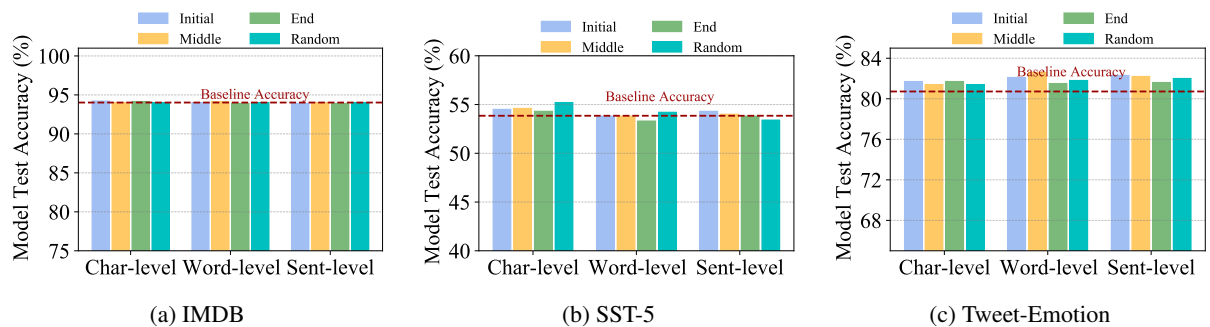 Initial End
Middle Random
Model Test Accuracy (%)
100
95
90
85
80
75
Baseline Accuracy
Char-level Word-level Sent-level
(a) IMDB
Initial End
Middle Random
Model Test Accuracy (%)
60
55
50
45
40
Baseline Accuracy
Char-level Word-level Sent-level
(b) SST-5
Initial End
Middle Random
Model Test Accuracy (%)
84
80
76
72
68
Baseline Accuracy
Char-level Word-level Sent-level
(c) Tweet-Emotion